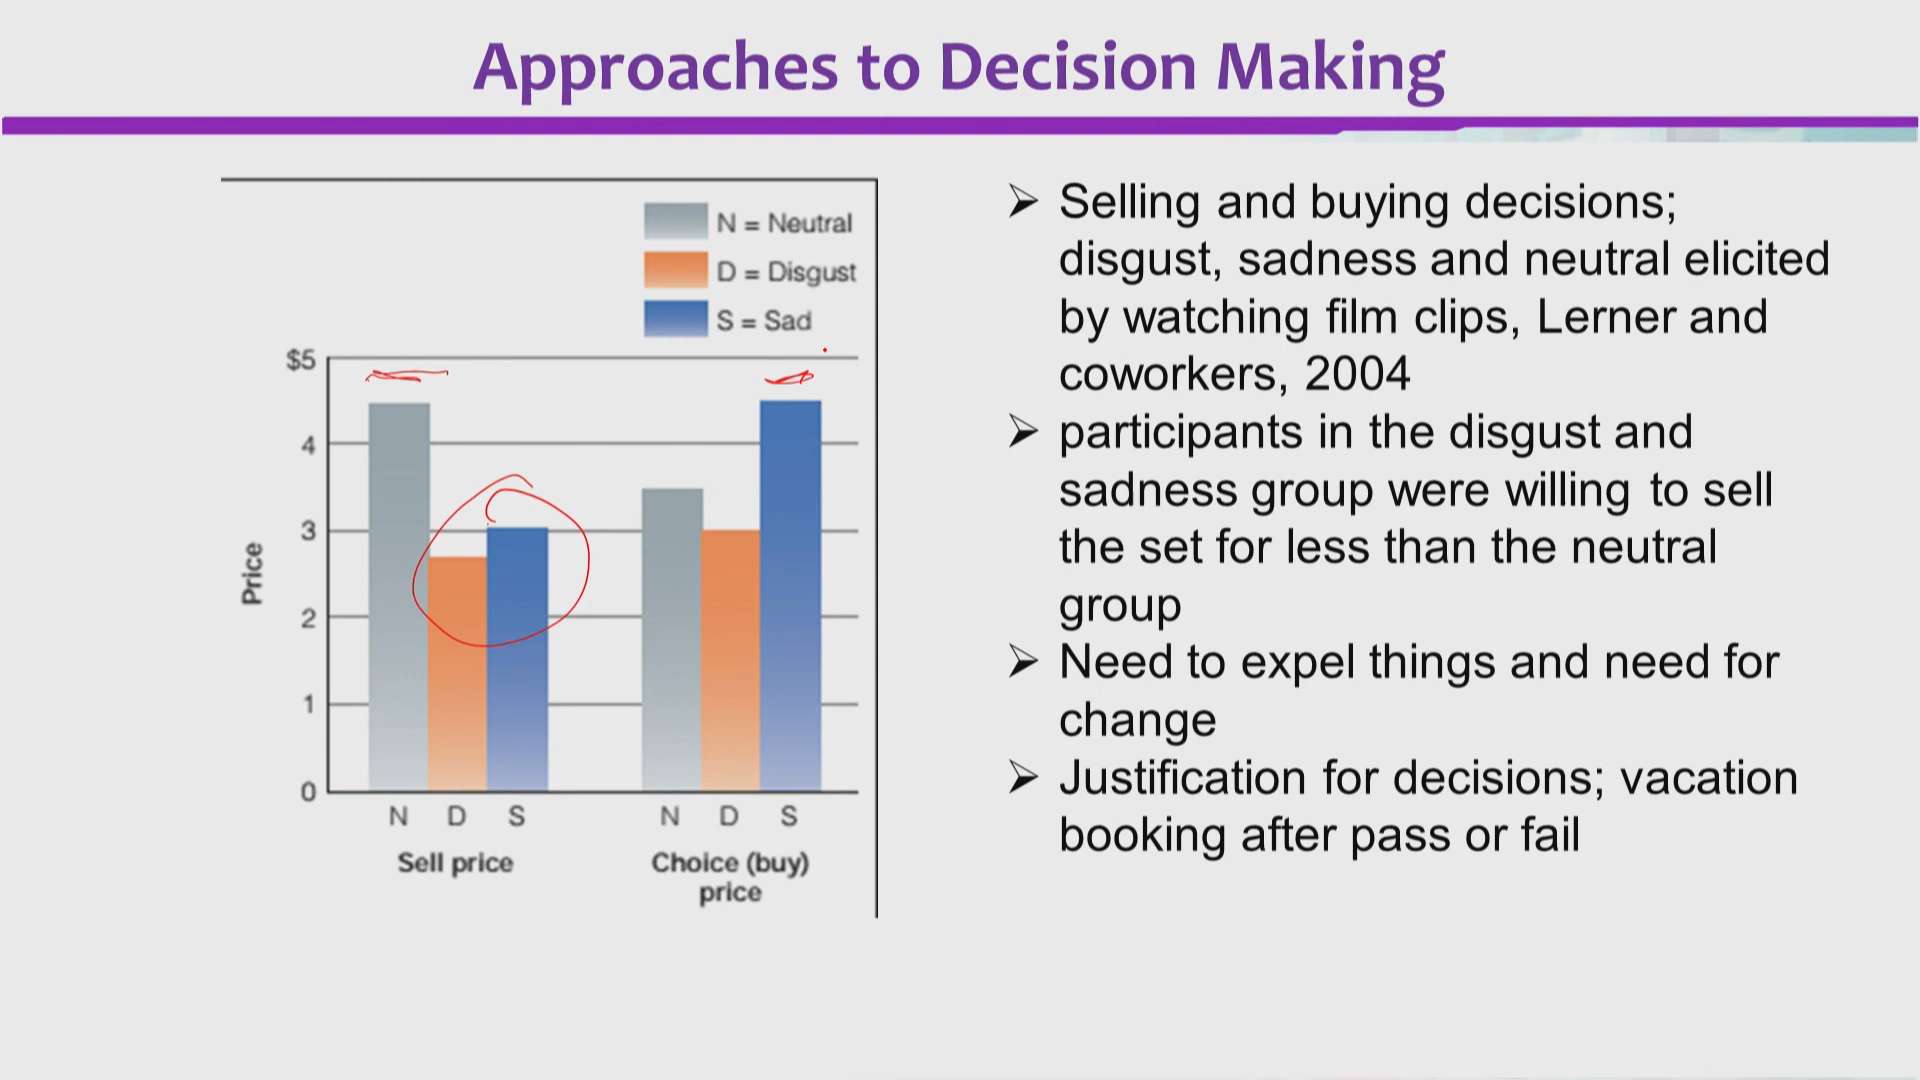 Approaches to Decision Making
N = Neutral
D = Disgust
S = Sad
$5
4
3
2
1
0
Price
N D S
N D S
Sell price
Choice (buy)
price
➢ Selling and buying decisions;
disgust, sadness and neutral elicited
by watching film clips, Lerner and
coworkers, 2004
➢ participants in the disgust and
sadness group were willing to sell
the set for less than the neutral
group
➢ Need to expel things and need for
change
➢ Justification for decisions; vacation
booking after pass or fail